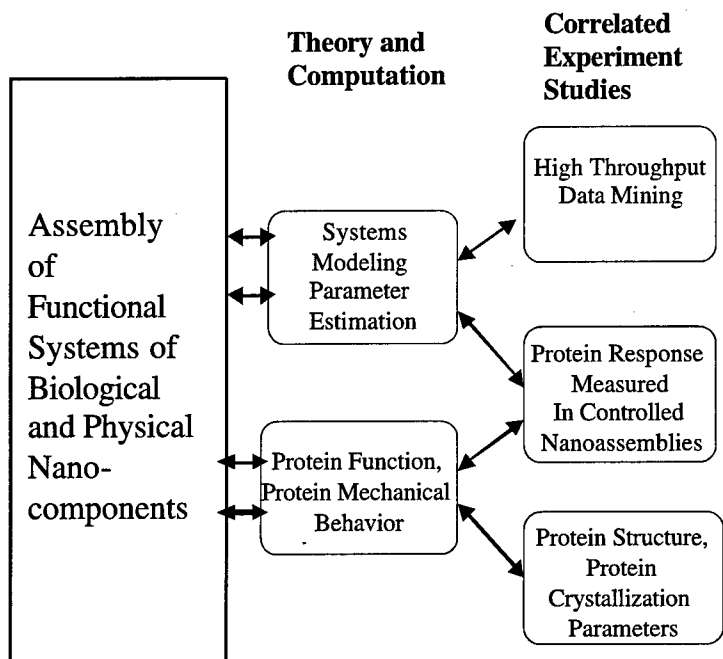 Theory and
Computation
Correlated
Experiment
Studies
Assembly
of
Functional
Systems of
Biological
and Physical
Nano-
components
Systems
Modeling
Parameter
Estimation
Protein Function,
Protein Mechanical
Behavior
High Throughput
Data Mining
Protein Response
Measured
In Controlled
Nanoassemblies
Protein Structure,
Protein
Crystallization
Parameters